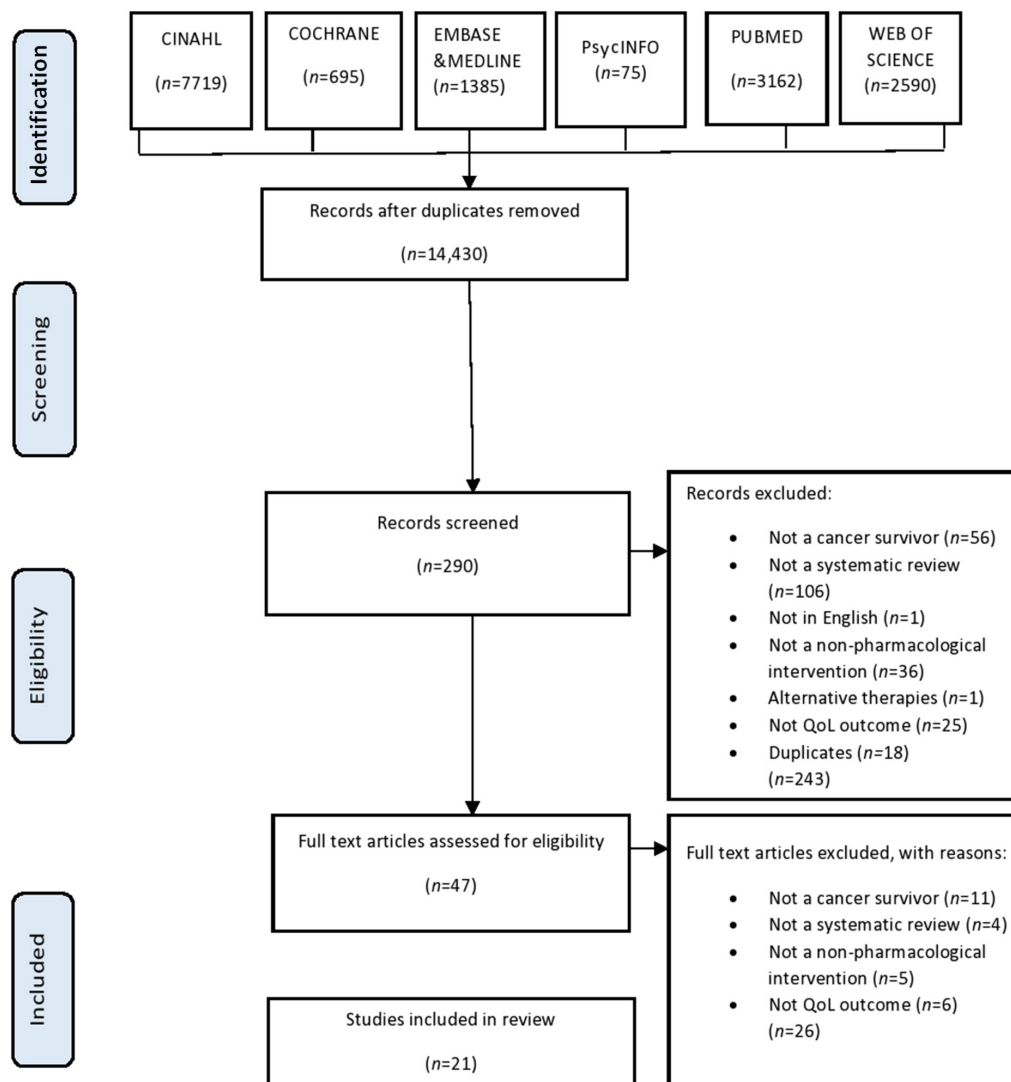 Identification
CINAHL
(n=7719)
COCHRANE
(n=695)
EMBASE
&MEDLINE
(n=1385)
PsycINFO
(n=75)
PUBMED
(n=3162)
WEB OF
SCIENCE
(n=2590)
Records after duplicates removed
(n=14,430)
Screening
Records screened
(n=290)
Records excluded:
• Not a cancer survivor (n=56)
• Not a systematic review
(n=106)
• Not in English (n=1)
• Not a non-pharmacological
intervention (n=36)
• Alternative therapies (n=1)
• Not QoL outcome (n=25)
• Duplicates (n=18)
(n=243)
Eligibility
Full text articles assessed for eligibility
(n=47)
Full text articles excluded, with reasons:
• Not a cancer survivor (n=11)
• Not a systematic review (n=4)
• Not a non-pharmacological
intervention (n=5)
• Not QoL outcome (n=6)
(n=26)
Included
Studies included in review
(n=21)